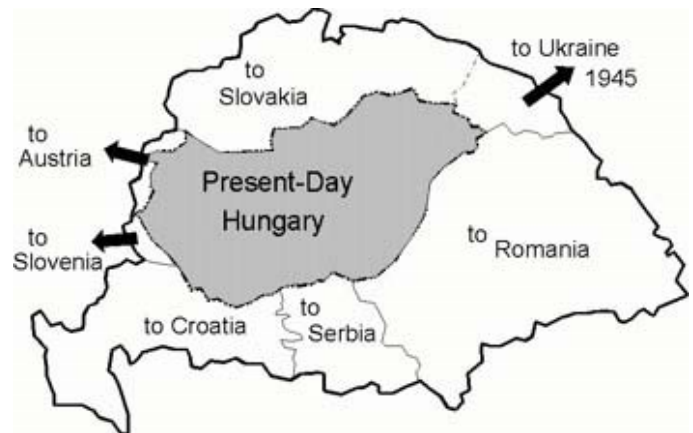 to Ukraine
1945
to
Slovakia
to
Austria
Present-Day
Hungary
to
Slovenia
to
Romania
to Croatia
to
Serbia